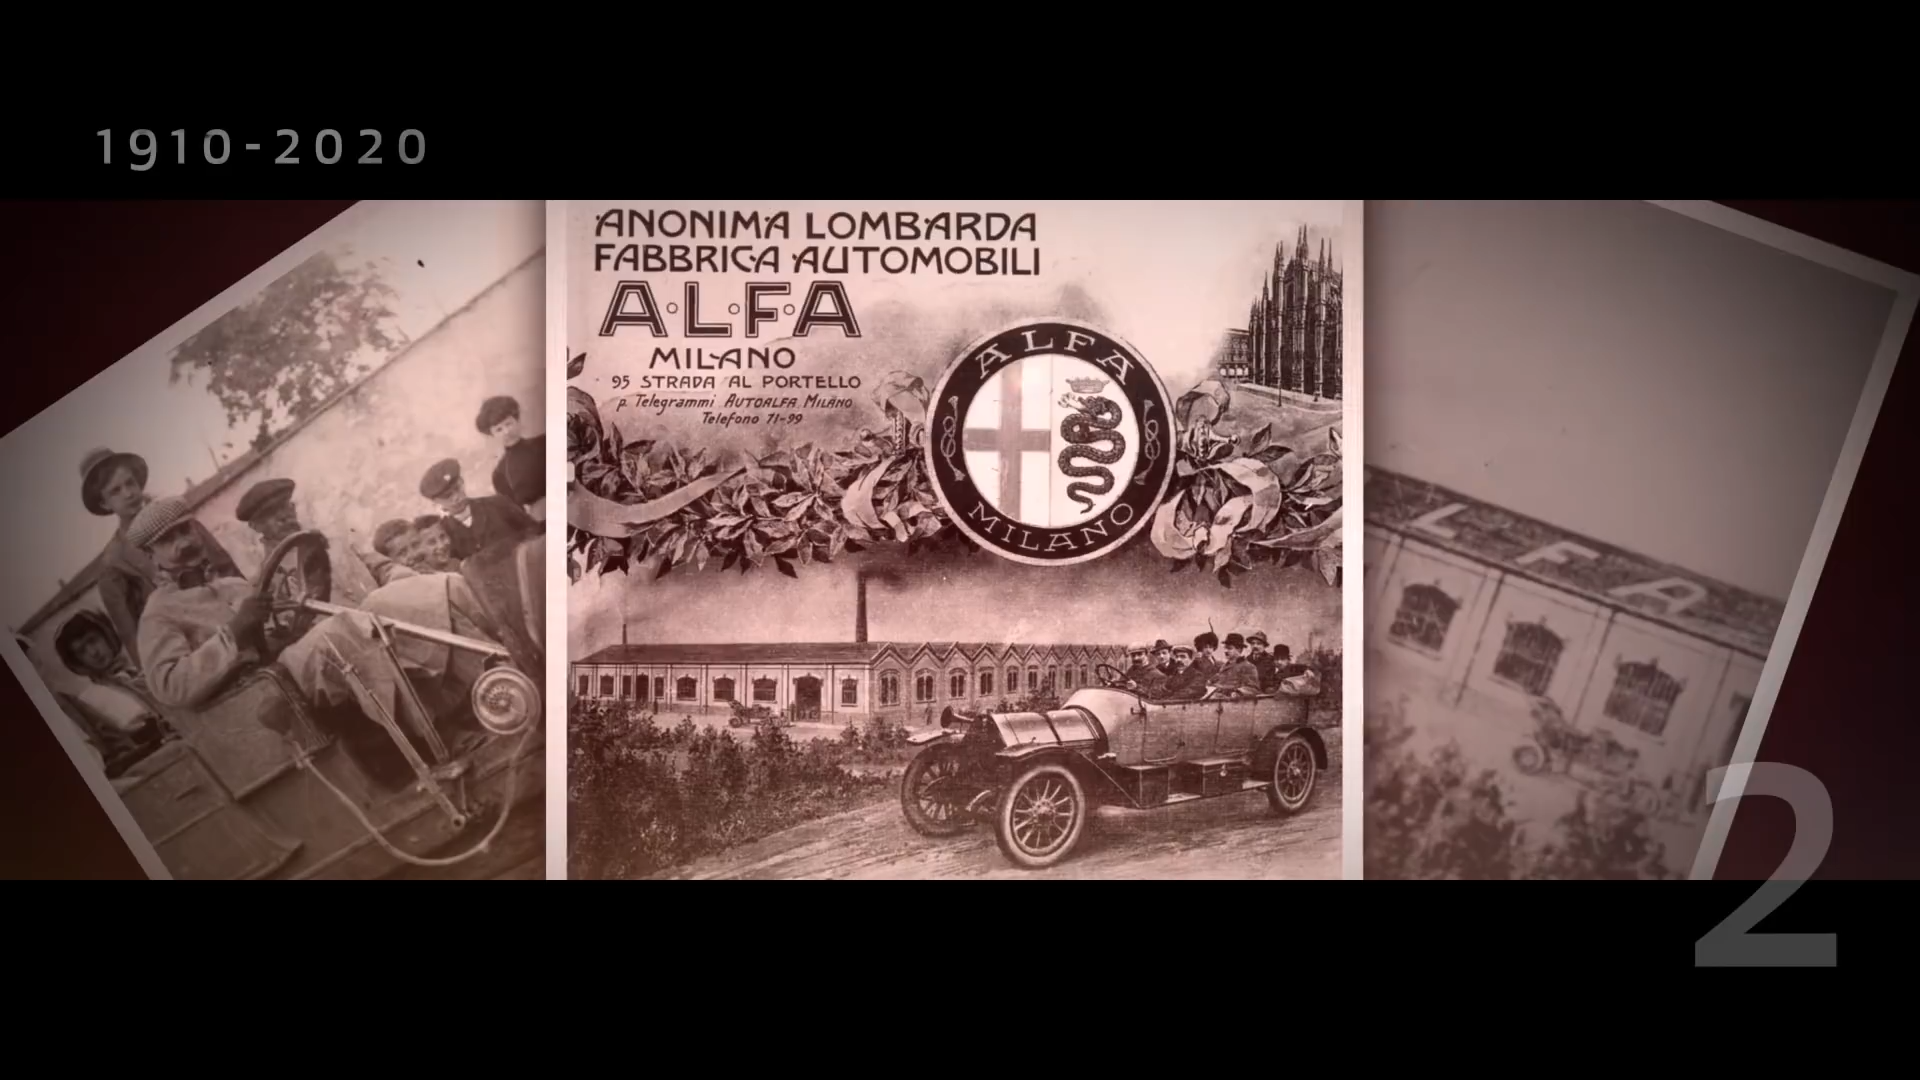 1910-2020
ANONIMA LOMBARDA
FABBRICA AUTOMOBILI
A·L·F·A
MILANO
95 STRADA AL PORTELLO
p. Telegrammi AUTOALFA MILANO
Telefono 71-99
ALFA
MILANO
L F A
2